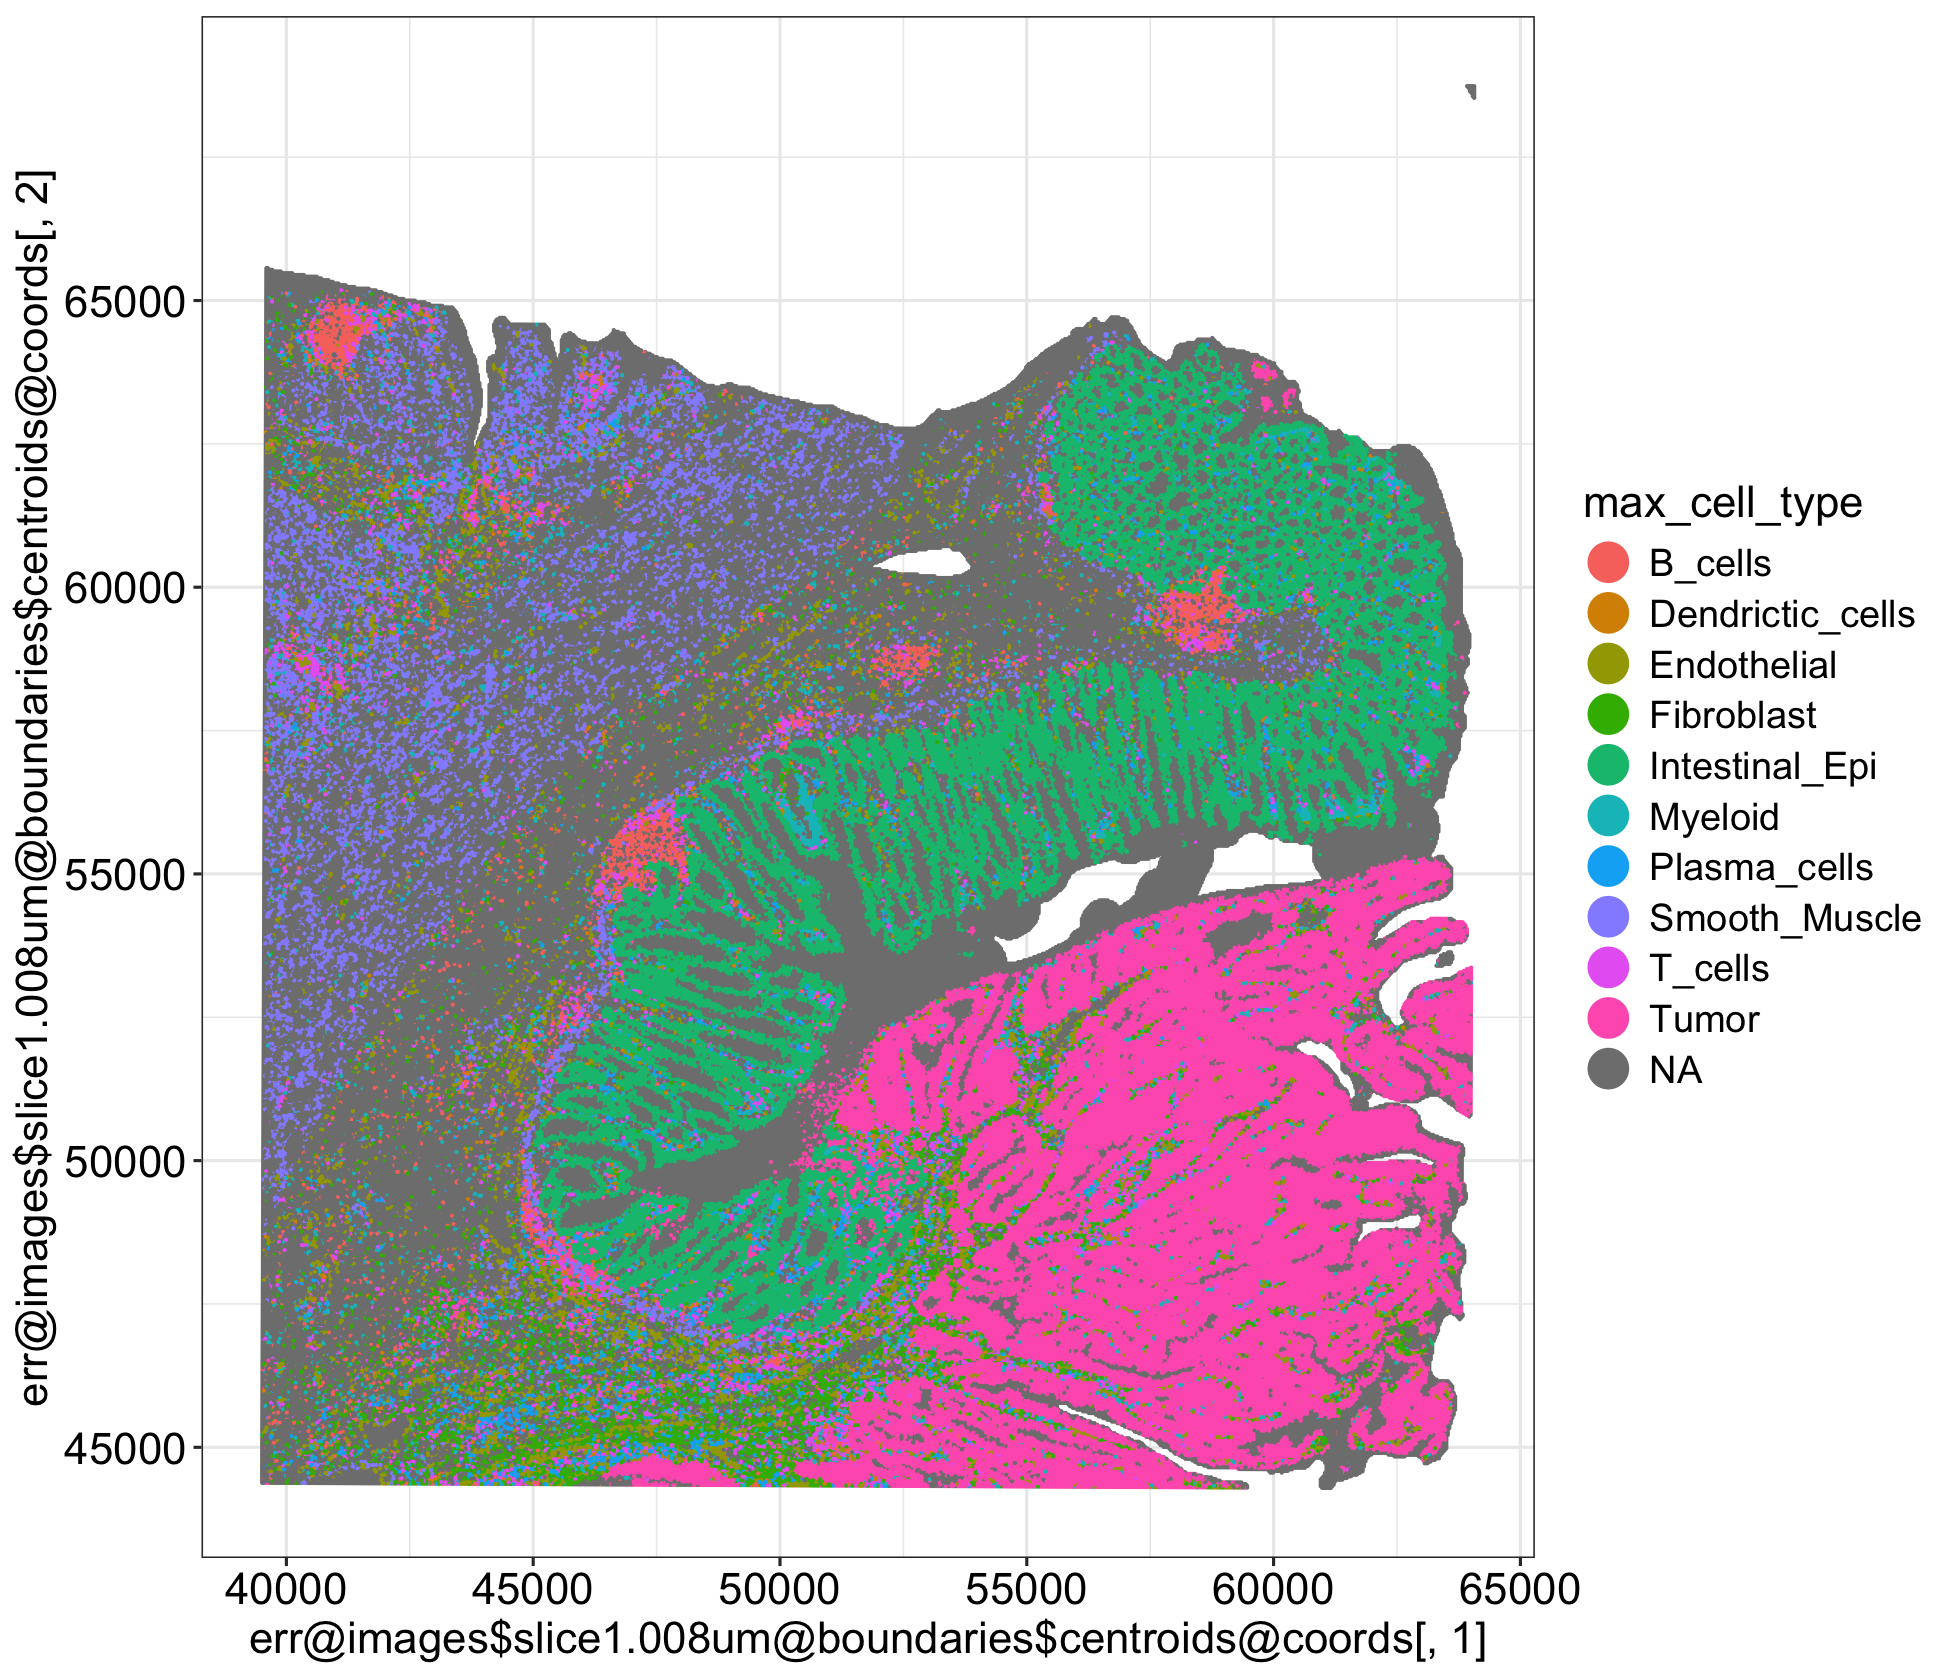 err@images$slice1.008um@boundaries$centroids@coords[, 2]
65000
60000
55000
50000
45000
40000 45000 50000 55000 60000 65000
err@images$slice1.008um@boundaries$centroids@coords[, 1]
max_cell_type
B_cells
Dendrictic_cells
Endothelial
Fibroblast
Intestinal_Epi
Myeloid
Plasma_cells
Smooth_Muscle
T_cells
Tumor
NA